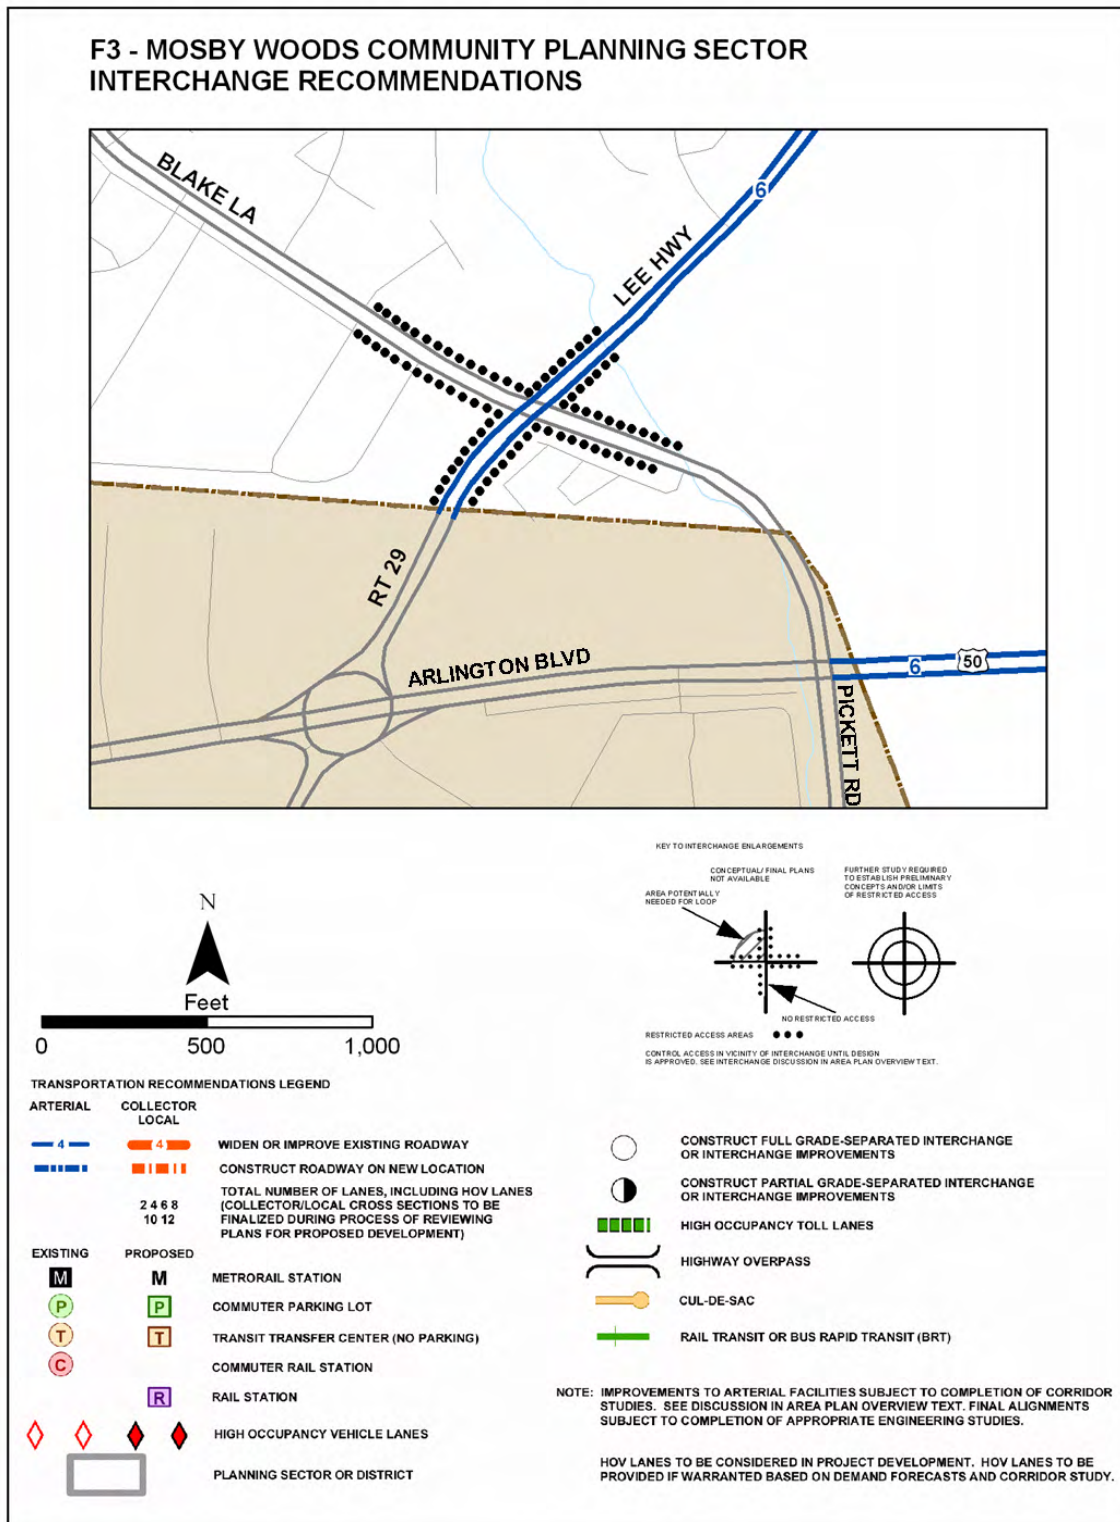 F3 - MOSBY WOODS COMMUNITY PLANNING SECTOR
INTERCHANGE RECOMMENDATIONS
BLAKE LA
6
LEE HWY
RT 29
ARLINGTON BLVD
6
50
PICKETT RD
N
Feet
0 500 1,000
KEY TO INTERCHANGE ENLARGEMENTS
CONCEPTUAL/ FINAL PLANS
NOT AVAILABLE
AREA POTENTIALLY
NEEDED FOR LOOP
FURTHER STUDY REQUIRED
TO ESTABLISH PRELIMINARY
CONCEPTS AND/OR LIMITS
OF RESTRICTED ACCESS
NO RESTRICTED ACCESS
RESTRICTED ACCESS AREAS
CONTROL ACCESS IN VICINITY OF INTERCHANGE UNTIL DESIGN
IS APPROVED. SEE INTERCHANGE DISCUSSION IN AREA PLAN OVERVIEW TEXT.
TRANSPORTATION RECOMMENDATIONS LEGEND
ARTERIAL
COLLECTOR
LOCAL
4 4 WIDEN OR IMPROVE EXISTING ROADWAY
CONSTRUCT ROADWAY ON NEW LOCATION
2 4 6 8
10 12
TOTAL NUMBER OF LANES, INCLUDING HOV LANES
(COLLECTOR/LOCAL CROSS SECTIONS TO BE
FINALIZED DURING PROCESS OF REVIEWING
PLANS FOR PROPOSED DEVELOPMENT)
EXISTING PROPOSED
M M METRORAIL STATION
P P COMMUTER PARKING LOT
T T TRANSIT TRANSFER CENTER (NO PARKING)
C COMMUTER RAIL STATION
R RAIL STATION
HIGH OCCUPANCY VEHICLE LANES
PLANNING SECTOR OR DISTRICT
CONSTRUCT FULL GRADE-SEPARATED INTERCHANGE
OR INTERCHANGE IMPROVEMENTS
CONSTRUCT PARTIAL GRADE-SEPARATED INTERCHANGE
OR INTERCHANGE IMPROVEMENTS
HIGH OCCUPANCY TOLL LANES
HIGHWAY OVERPASS
CUL-DE-SAC
RAIL TRANSIT OR BUS RAPID TRANSIT (BRT)
NOTE: IMPROVEMENTS TO ARTERIAL FACILITIES SUBJECT TO COMPLETION OF CORRIDOR
STUDIES. SEE DISCUSSION IN AREA PLAN OVERVIEW TEXT. FINAL ALIGNMENTS
SUBJECT TO COMPLETION OF APPROPRIATE ENGINEERING STUDIES.
HOV LANES TO BE CONSIDERED IN PROJECT DEVELOPMENT. HOV LANES TO BE
PROVIDED IF WARRANTED BASED ON DEMAND FORECASTS AND CORRIDOR STUDY.